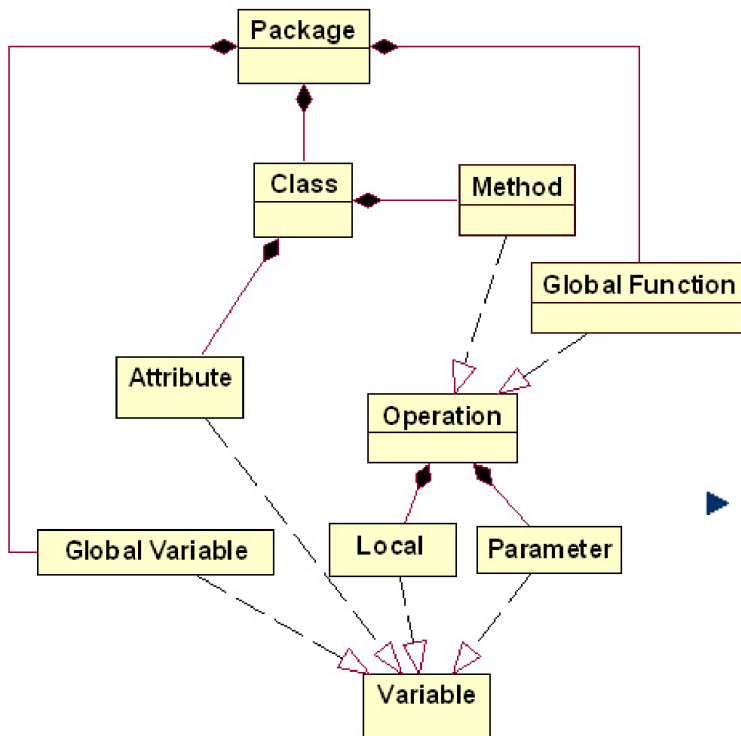 Package
Class
Method
Global Function
Attribute
Operation
Global Variable
Local
Parameter
Variable